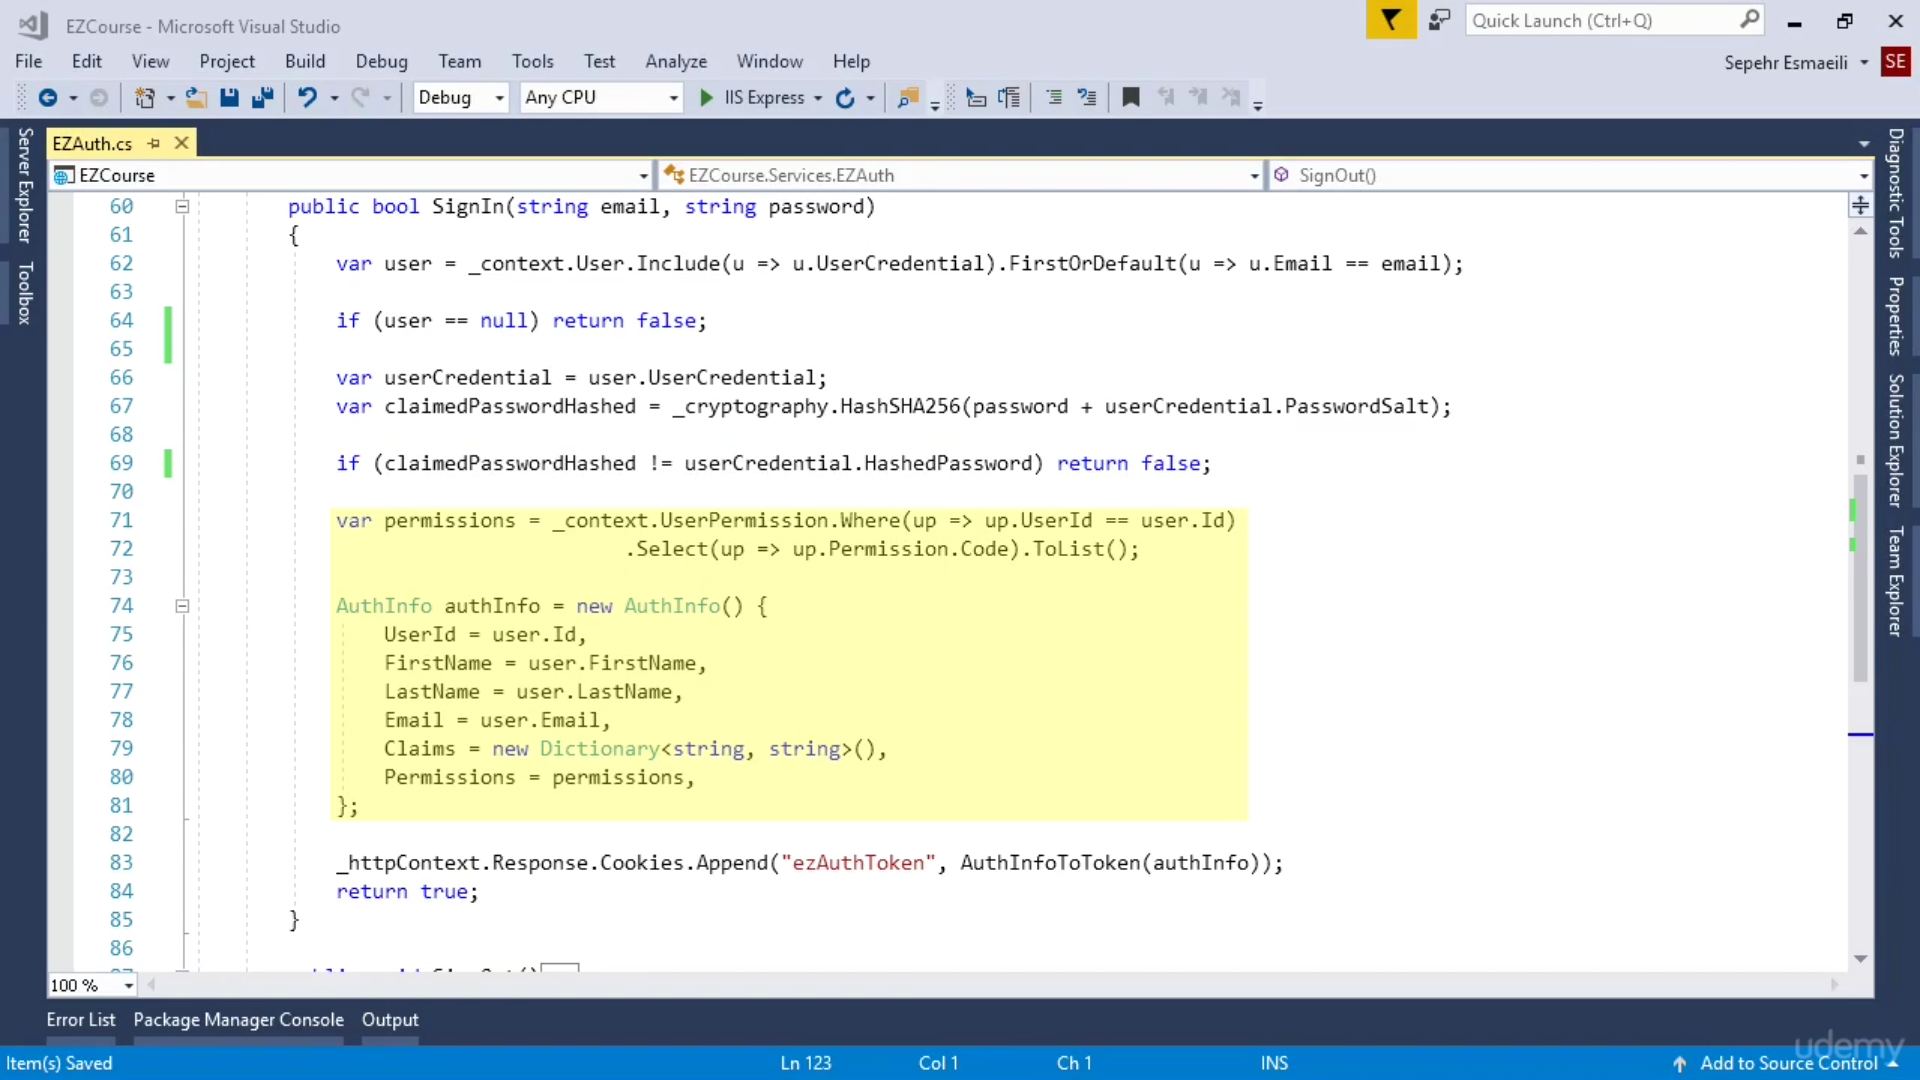 EZCourse - Microsoft Visual Studio
Quick Launch (Ctrl+Q)
File Edit View Project Build Debug Team Tools Test Analyze Window Help
Sepehr Esmaeili SE
Debug Any CPU IIS Express
Server Explorer
Toolbox
EZAuth.cs
EZCourse EZCourse.Services.EZAuth SignOut()
60 public bool SignIn(string email, string password)
61 {
62 var user = _context.User.Include(u => u.UserCredential).FirstOrDefault(u => u.Email == email);
63
64 if (user == null) return false;
65
66 var userCredential = user.UserCredential;
67 var claimedPasswordHashed = _cryptography.HashSHA256(password + userCredential.PasswordSalt);
68
69 if (claimedPasswordHashed != userCredential.HashedPassword) return false;
70
71 var permissions = _context.UserPermission.Where(up => up.UserId == user.Id)
72 .Select(up => up.Permission.Code).ToList();
73
74 AuthInfo authInfo = new AuthInfo() {
75 UserId = user.Id,
76 FirstName = user.FirstName,
77 LastName = user.LastName,
78 Email = user.Email,
79 Claims = new Dictionary<string, string>(),
80 Permissions = permissions,
81 };
82
83 _httpContext.Response.Cookies.Append("ezAuthToken", AuthInfoToToken(authInfo));
84 return true;
85 }
86
Diagnostic Tools
Properties
Solution Explorer
Team Explorer
100 %
Error List Package Manager Console Output
udemy
Item(s) Saved Ln 123 Col 1 Ch 1 INS Add to Source Control